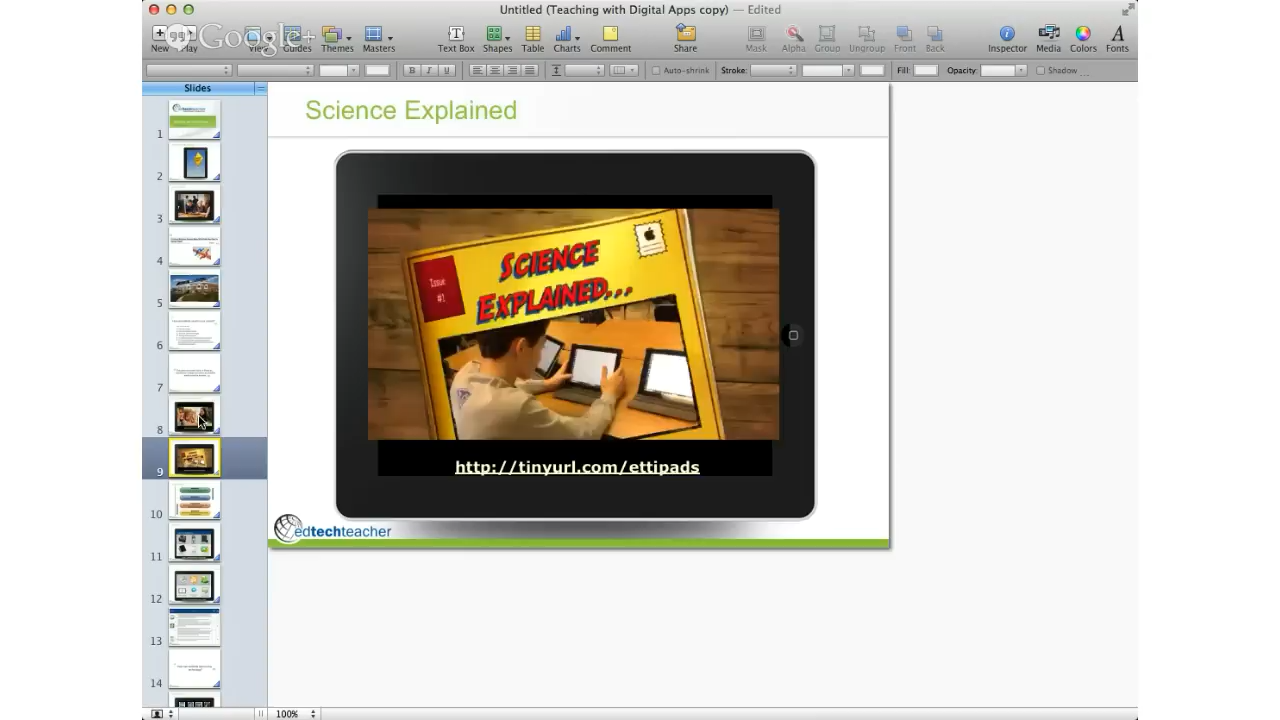 Untitled (Teaching with Digital Apps copy) — Edited
Google+
New Play View Guides Themes Masters Text Box Shapes Table Charts Comment Share Mask Alpha Group Ungroup Front Back Inspector Media Colors Fonts
B I U Auto-shrink Stroke: Fill: Opacity: Shadow
Slides
Science Explained
Issue #1
SCIENCE
EXPLAINED...
http://tinyurl.com/ettipads
edtechteacher
1
2
3
4
5
6
7
8
9
10
11
12
13
14
100%